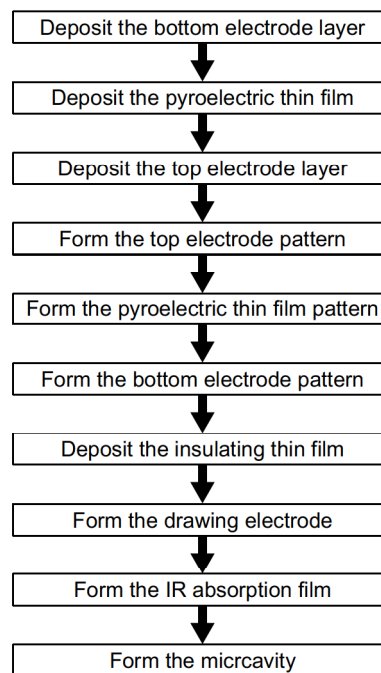 Deposit the bottom electrode layer
Deposit the pyroelectric thin film
Deposit the top electrode layer
Form the top electrode pattern
Form the pyroelectric thin film pattern
Form the bottom electrode pattern
Deposit the insulating thin film
Form the drawing electrode
Form the IR absorption film
Form the micrcavity